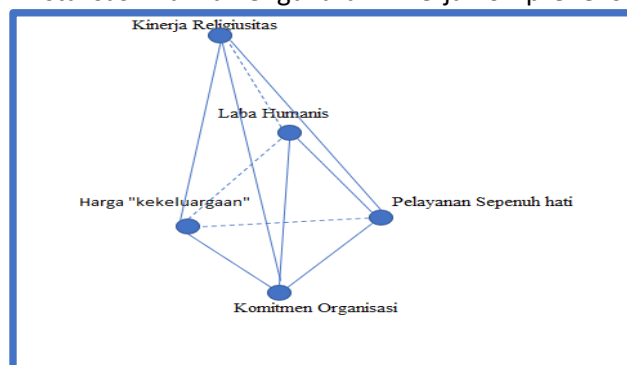 Kinerja Religiusitas
Laba Humanis
Harga "kekeluargaan"
Pelayanan Sepenuh hati
Komitmen Organisasi